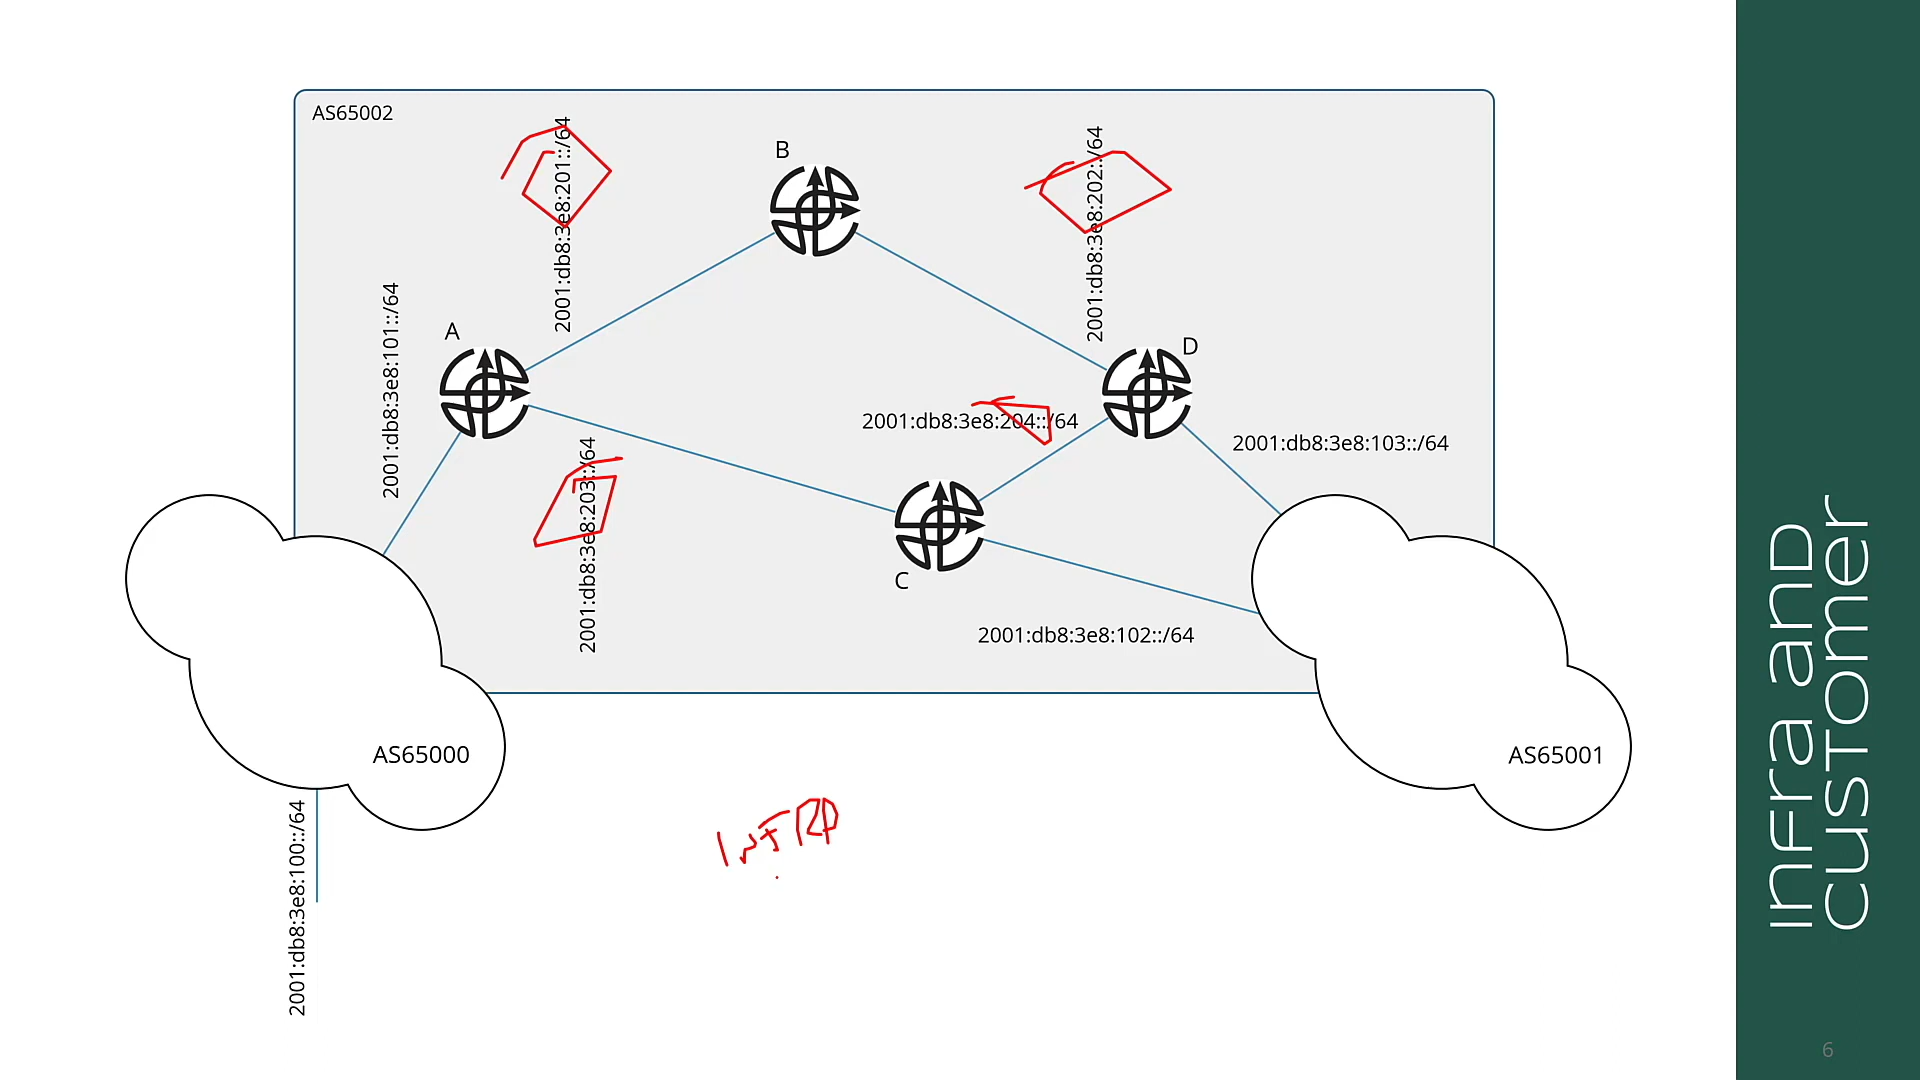 AS65002
B
2001:db8:3e8:201::/64
2001:db8:3e8:202::/64
A
D
2001:db8:3e8:101::/64
2001:db8:3e8:204::/64
2001:db8:3e8:103::/64
2001:db8:3e8:203::/64
C
2001:db8:3e8:102::/64
AS65000
AS65001
2001:db8:3e8:100::/64
infra and
customer
6